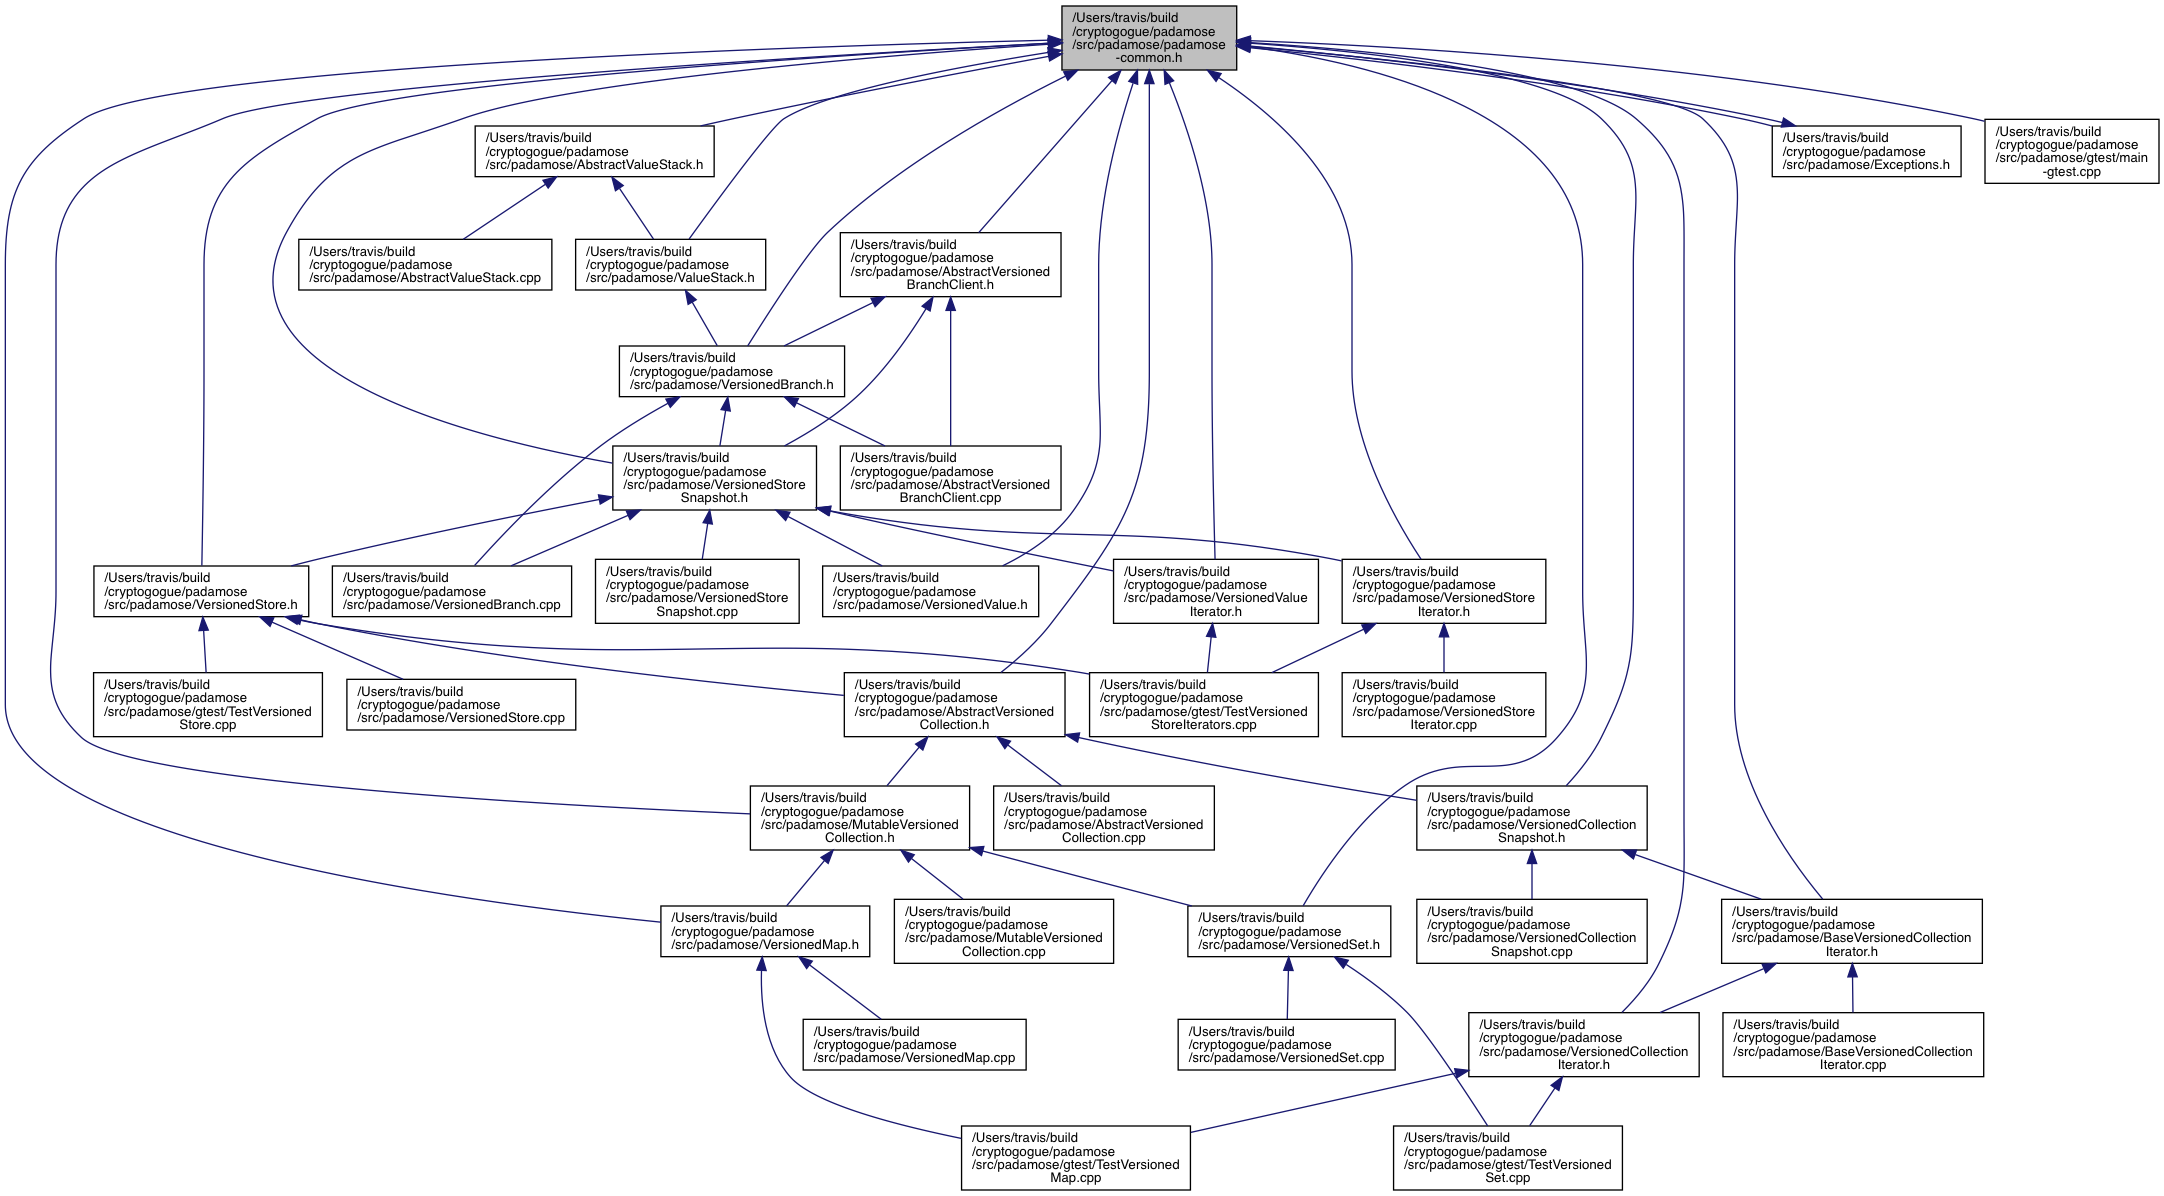 /Users/travis/build
/cryptogogue/padamose
/src/padamose/padamose
-common.h
/Users/travis/build
/cryptogogue/padamose
/src/padamose/AbstractValueStack.h
/Users/travis/build
/cryptogogue/padamose
/src/padamose/Exceptions.h
/Users/travis/build
/cryptogogue/padamose
/src/padamose/gtest/main
-gtest.cpp
/Users/travis/build
/cryptogogue/padamose
/src/padamose/AbstractValueStack.cpp
/Users/travis/build
/cryptogogue/padamose
/src/padamose/ValueStack.h
/Users/travis/build
/cryptogogue/padamose
/src/padamose/AbstractVersioned
BranchClient.h
/Users/travis/build
/cryptogogue/padamose
/src/padamose/VersionedBranch.h
/Users/travis/build
/cryptogogue/padamose
/src/padamose/VersionedStore
Snapshot.h
/Users/travis/build
/cryptogogue/padamose
/src/padamose/AbstractVersioned
BranchClient.cpp
/Users/travis/build
/cryptogogue/padamose
/src/padamose/VersionedStore.h
/Users/travis/build
/cryptogogue/padamose
/src/padamose/VersionedBranch.cpp
/Users/travis/build
/cryptogogue/padamose
/src/padamose/VersionedStore
Snapshot.cpp
/Users/travis/build
/cryptogogue/padamose
/src/padamose/VersionedValue.h
/Users/travis/build
/cryptogogue/padamose
/src/padamose/VersionedValue
Iterator.h
/Users/travis/build
/cryptogogue/padamose
/src/padamose/VersionedStore
Iterator.h
/Users/travis/build
/cryptogogue/padamose
/src/padamose/gtest/TestVersioned
Store.cpp
/Users/travis/build
/cryptogogue/padamose
/src/padamose/VersionedStore.cpp
/Users/travis/build
/cryptogogue/padamose
/src/padamose/AbstractVersioned
Collection.h
/Users/travis/build
/cryptogogue/padamose
/src/padamose/gtest/TestVersioned
StoreIterators.cpp
/Users/travis/build
/cryptogogue/padamose
/src/padamose/VersionedStore
Iterator.cpp
/Users/travis/build
/cryptogogue/padamose
/src/padamose/MutableVersioned
Collection.h
/Users/travis/build
/cryptogogue/padamose
/src/padamose/AbstractVersioned
Collection.cpp
/Users/travis/build
/cryptogogue/padamose
/src/padamose/VersionedCollection
Snapshot.h
/Users/travis/build
/cryptogogue/padamose
/src/padamose/VersionedMap.h
/Users/travis/build
/cryptogogue/padamose
/src/padamose/MutableVersioned
Collection.cpp
/Users/travis/build
/cryptogogue/padamose
/src/padamose/VersionedSet.h
/Users/travis/build
/cryptogogue/padamose
/src/padamose/VersionedCollection
Snapshot.cpp
/Users/travis/build
/cryptogogue/padamose
/src/padamose/BaseVersionedCollection
Iterator.h
/Users/travis/build
/cryptogogue/padamose
/src/padamose/VersionedMap.cpp
/Users/travis/build
/cryptogogue/padamose
/src/padamose/VersionedSet.cpp
/Users/travis/build
/cryptogogue/padamose
/src/padamose/VersionedCollection
Iterator.h
/Users/travis/build
/cryptogogue/padamose
/src/padamose/BaseVersionedCollection
Iterator.cpp
/Users/travis/build
/cryptogogue/padamose
/src/padamose/gtest/TestVersioned
Map.cpp
/Users/travis/build
/cryptogogue/padamose
/src/padamose/gtest/TestVersioned
Set.cpp